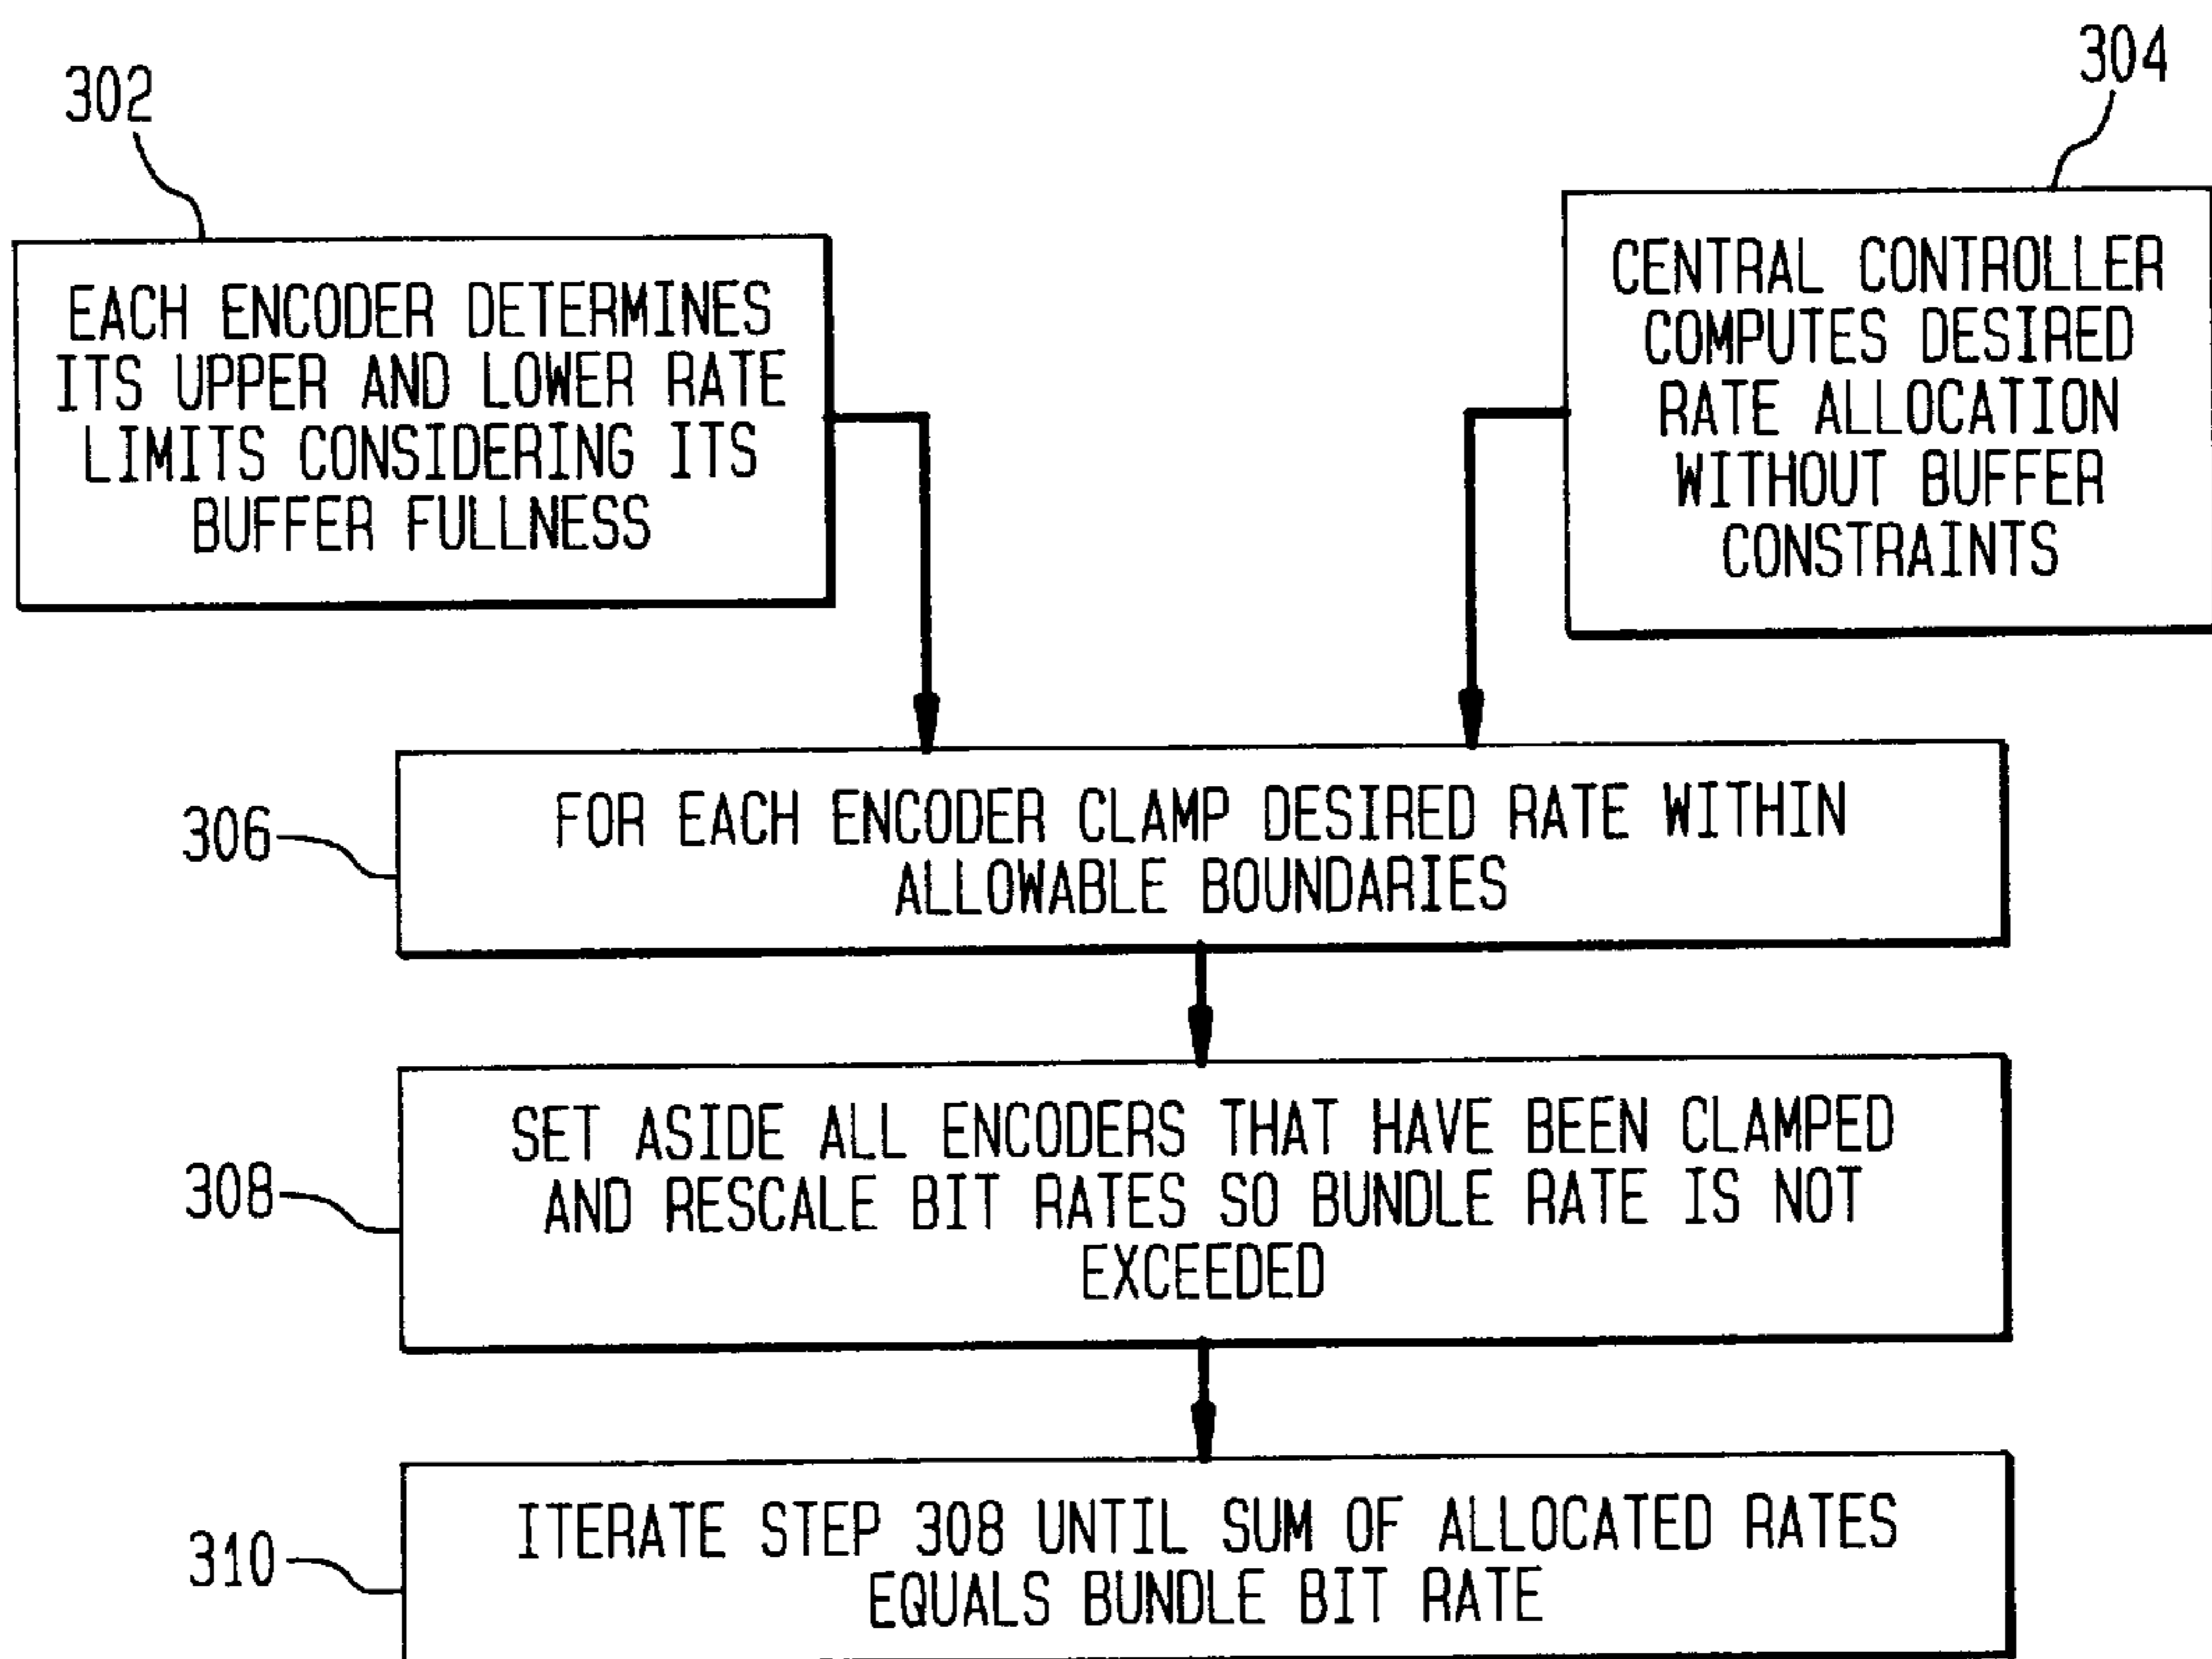 302
EACH ENCODER DETERMINES
ITS UPPER AND LOWER RATE
LIMITS CONSIDERING ITS
BUFFER FULLNESS
304
CENTRAL CONTROLLER
COMPUTES DESIRED
RATE ALLOCATION
WITHOUT BUFFER
CONSTRAINTS
306
FOR EACH ENCODER CLAMP DESIRED RATE WITHIN
ALLOWABLE BOUNDARIES
308
SET ASIDE ALL ENCODERS THAT HAVE BEEN CLAMPED
AND RESCALE BIT RATES SO BUNDLE RATE IS NOT
EXCEEDED
310
ITERATE STEP 308 UNTIL SUM OF ALLOCATED RATES
EQUALS BUNDLE BIT RATE